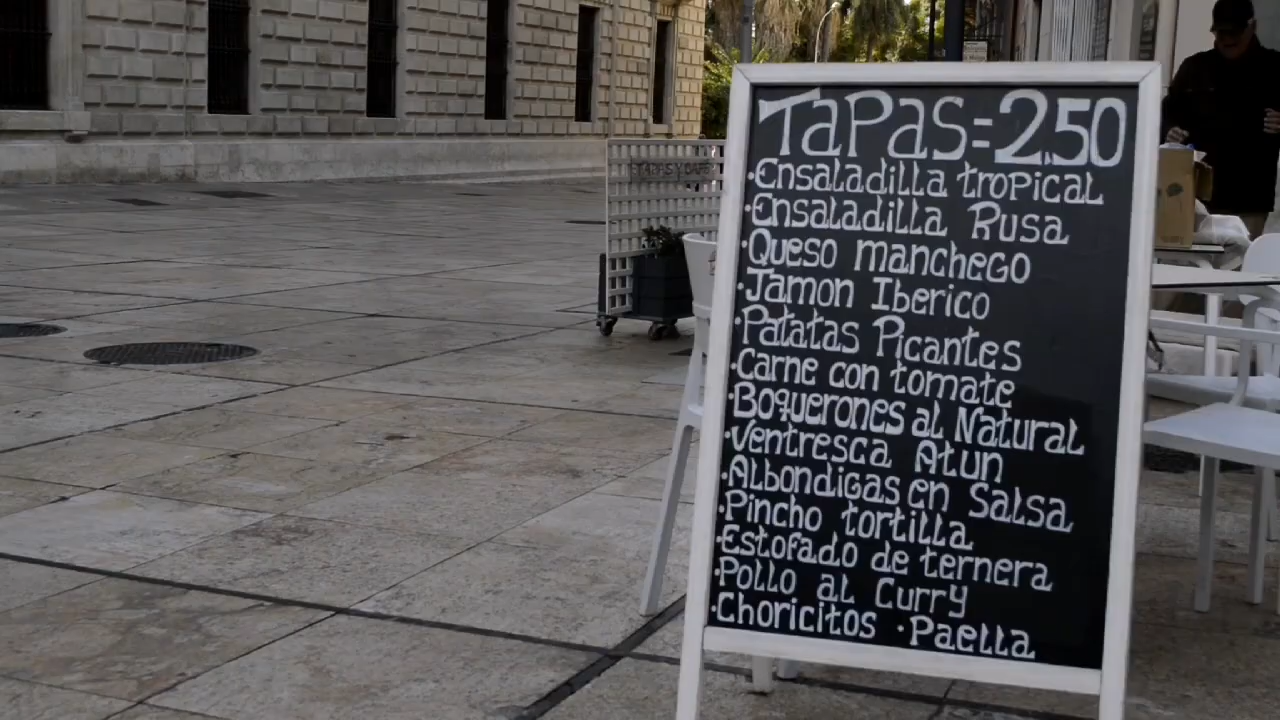 TaPas=2.50
·Ensaladilla tropical
·Ensaladilla Rusa
·Queso manchego
·Jamon Iberico
·Patatas Picantes
·Carne con tomate
·Boquerones al Natural
·Ventresca Atun
·Albondigas en Salsa
·Pincho tortilla
·Estofado de ternera
·Pollo al Curry
·Choricitos ·Paella